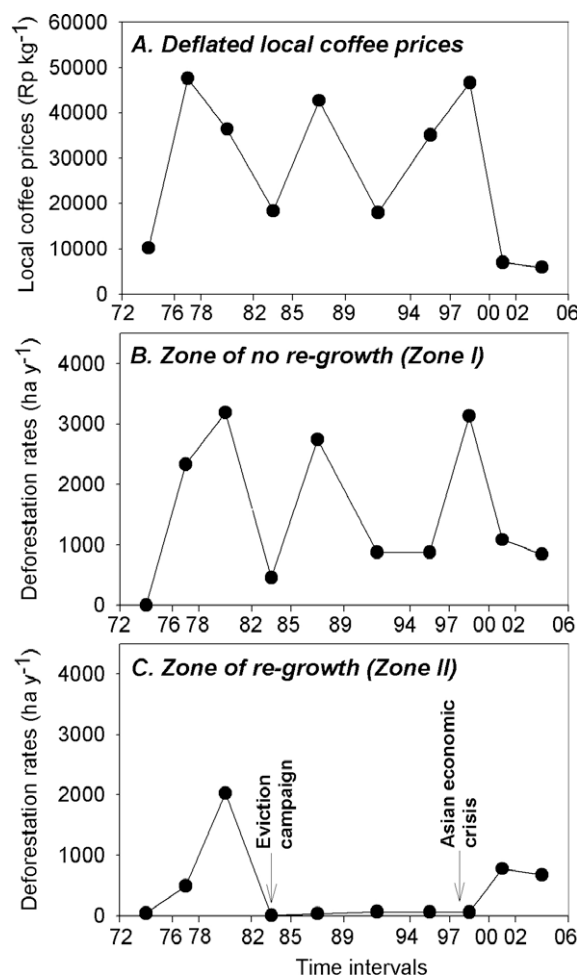 A. Deflated local coffee prices
Local coffee prices (Rp kg⁻¹)
60000
50000
40000
30000
20000
10000
0
72 76 78 82 85 89 94 97 00 02 06
B. Zone of no re-growth (Zone I)
Deforestation rates (ha y⁻¹)
4000
3000
2000
1000
0
72 76 78 82 85 89 94 97 00 02 06
C. Zone of re-growth (Zone II)
Deforestation rates (ha y⁻¹)
4000
3000
2000
1000
0
Eviction
campaign
Asian economic
crisis
72 76 78 82 85 89 94 97 00 02 06
Time intervals